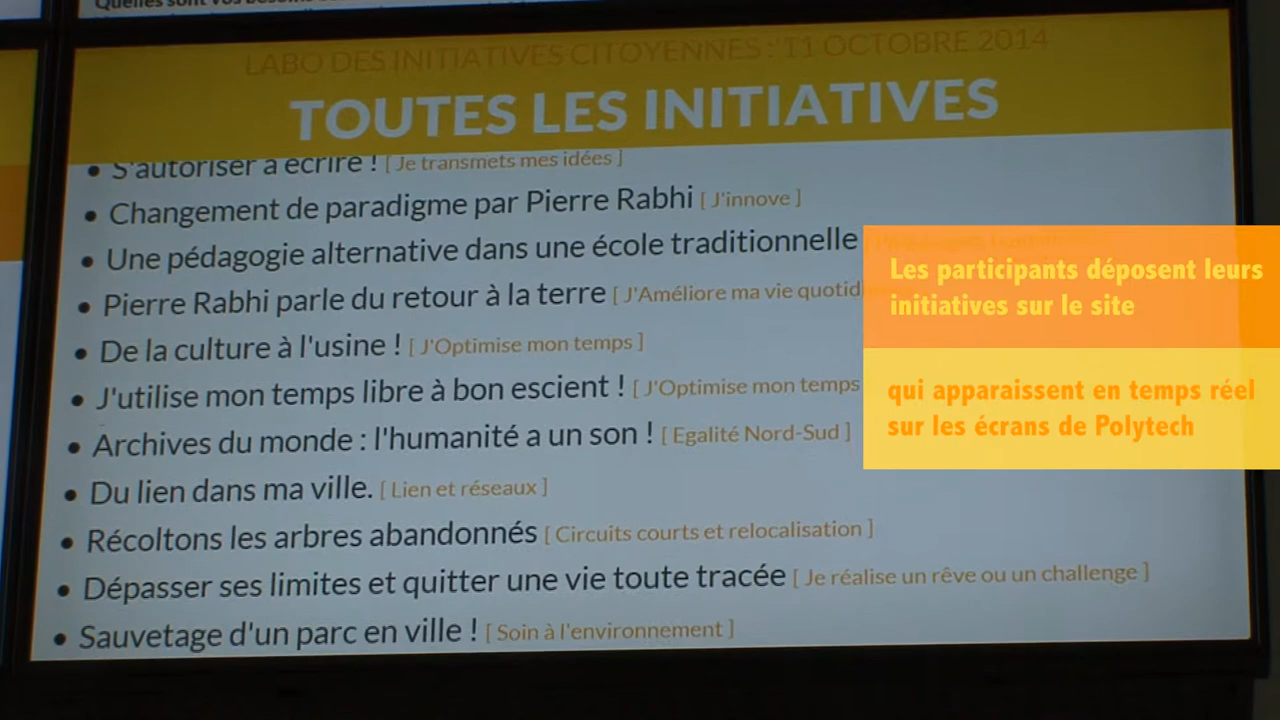 Quelles sont vos besoins
LABO DES INITIATIVES CITOYENNES : 11 OCTOBRE 2014
TOUTES LES INITIATIVES
• S'autoriser à écrire ! [ Je transmets mes idées ]
• Changement de paradigme par Pierre Rabhi [ J'innove ]
• Une pédagogie alternative dans une école traditionnelle
• Pierre Rabhi parle du retour à la terre [ J'Améliore ma vie quotid
• De la culture à l'usine ! [ J'Optimise mon temps ]
• J'utilise mon temps libre à bon escient ! [ J'Optimise mon temps
• Archives du monde : l'humanité a un son ! [ Egalité Nord-Sud ]
• Du lien dans ma ville. [ Lien et réseaux ]
• Récoltons les arbres abandonnés [ Circuits courts et relocalisation ]
• Dépasser ses limites et quitter une vie toute tracée [ Je réalise un rêve ou un challenge ]
• Sauvetage d'un parc en ville ! [ Soin à l'environnement ]
Les participants déposent leurs
initiatives sur le site
qui apparaissent en temps réel
sur les écrans de Polytech